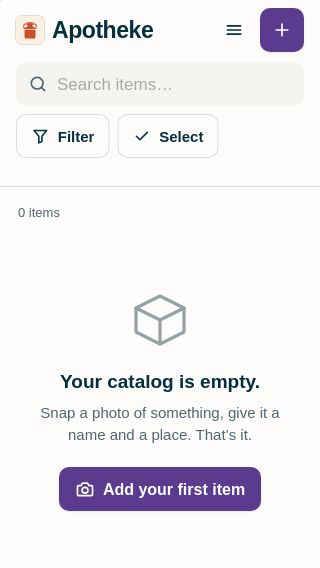 Apotheke
Search items…
Filter
Select
0 items
Your catalog is empty.
Snap a photo of something, give it a
name and a place. That’s it.
Add your first item